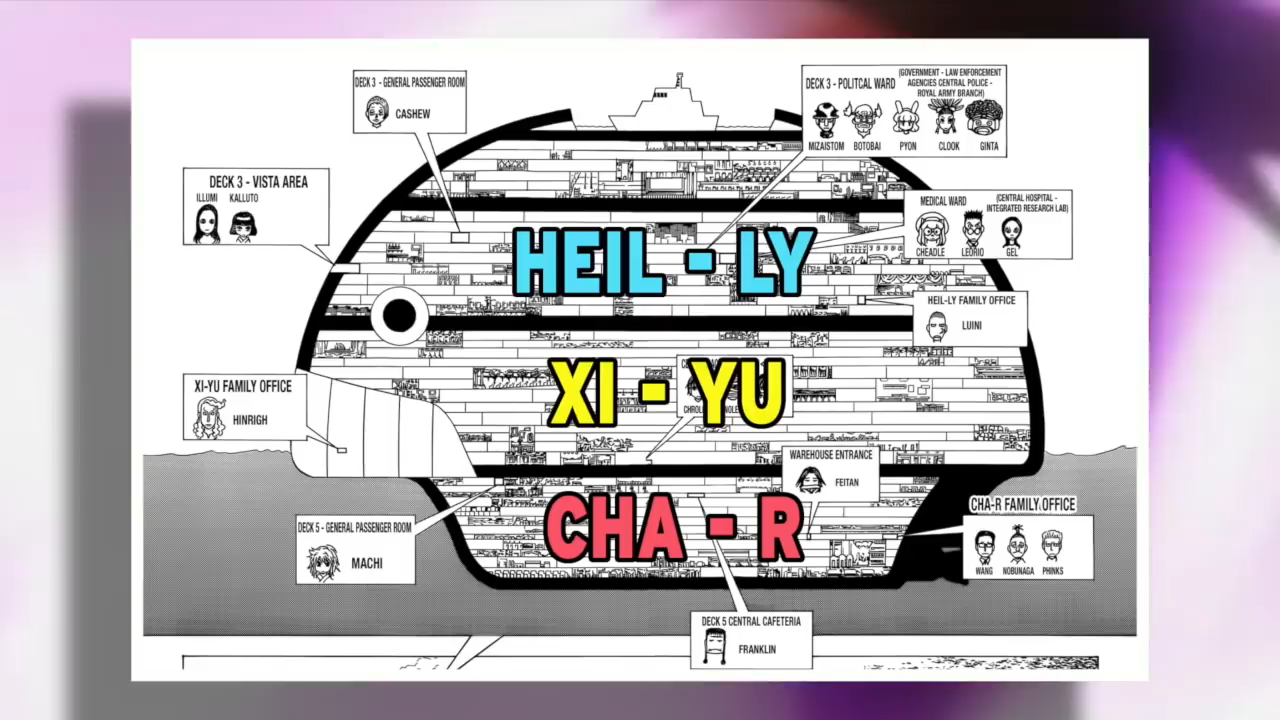 DECK 3 - GENERAL PASSENGER ROOM
CASHEW
DECK 3 - POLITCAL WARD
(GOVERNMENT - LAW ENFORCEMENT
AGENCIES CENTRAL POLICE -
ROYAL ARMY BRANCH)
MIZAISTOM BOTOBAI PYON CLOOK GINTA
DECK 3 - VISTA AREA
ILLUMI KALLUTO
MEDICAL WARD
(CENTRAL HOSPITAL -
INTEGRATED RESEARCH LAB)
CHEADLE LEORIO GEL
HEIL - LY
HEIL-LY FAMILY OFFICE
LUINI
XI - YU
XI-YU FAMILY OFFICE
HINRIGH
WAREHOUSE ENTRANCE
FEITAN
CHA - R
CHA-R FAMILY OFFICE
WANG NOBUNAGA PHINKS
DECK 5 - GENERAL PASSENGER ROOM
MACHI
DECK 5 CENTRAL CAFETERIA
FRANKLIN